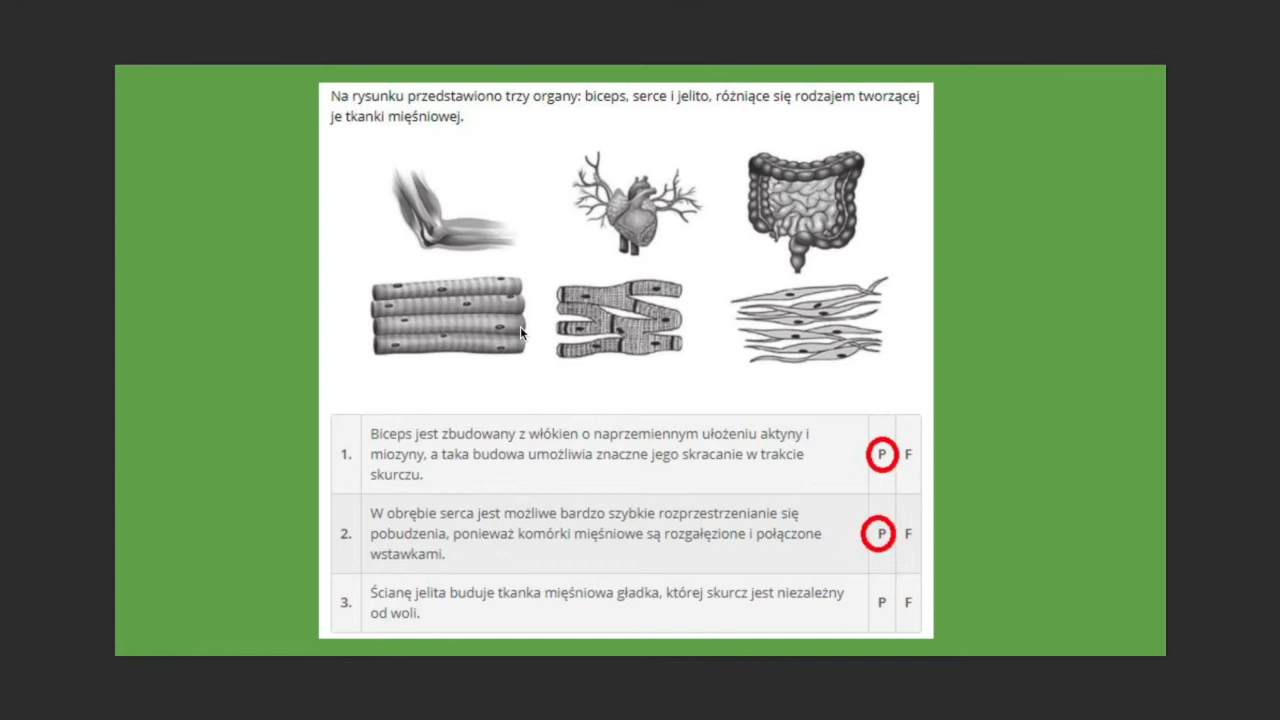 Na rysunku przedstawiono trzy organy: biceps, serce i jelito, różniące się rodzajem tworzącej
je tkanki mięśniowej.
1.
Biceps jest zbudowany z włókien o naprzemiennym ułożeniu aktyny i
miozyny, a taka budowa umożliwia znaczne jego skracanie w trakcie
skurczu.
P F
2.
W obrębie serca jest możliwe bardzo szybkie rozprzestrzenianie się
pobudzenia, ponieważ komórki mięśniowe są rozgałęzione i połączone
wstawkami.
P F
3.
Ścianę jelita buduje tkanka mięśniowa gładka, której skurcz jest niezależny
od woli.
P F